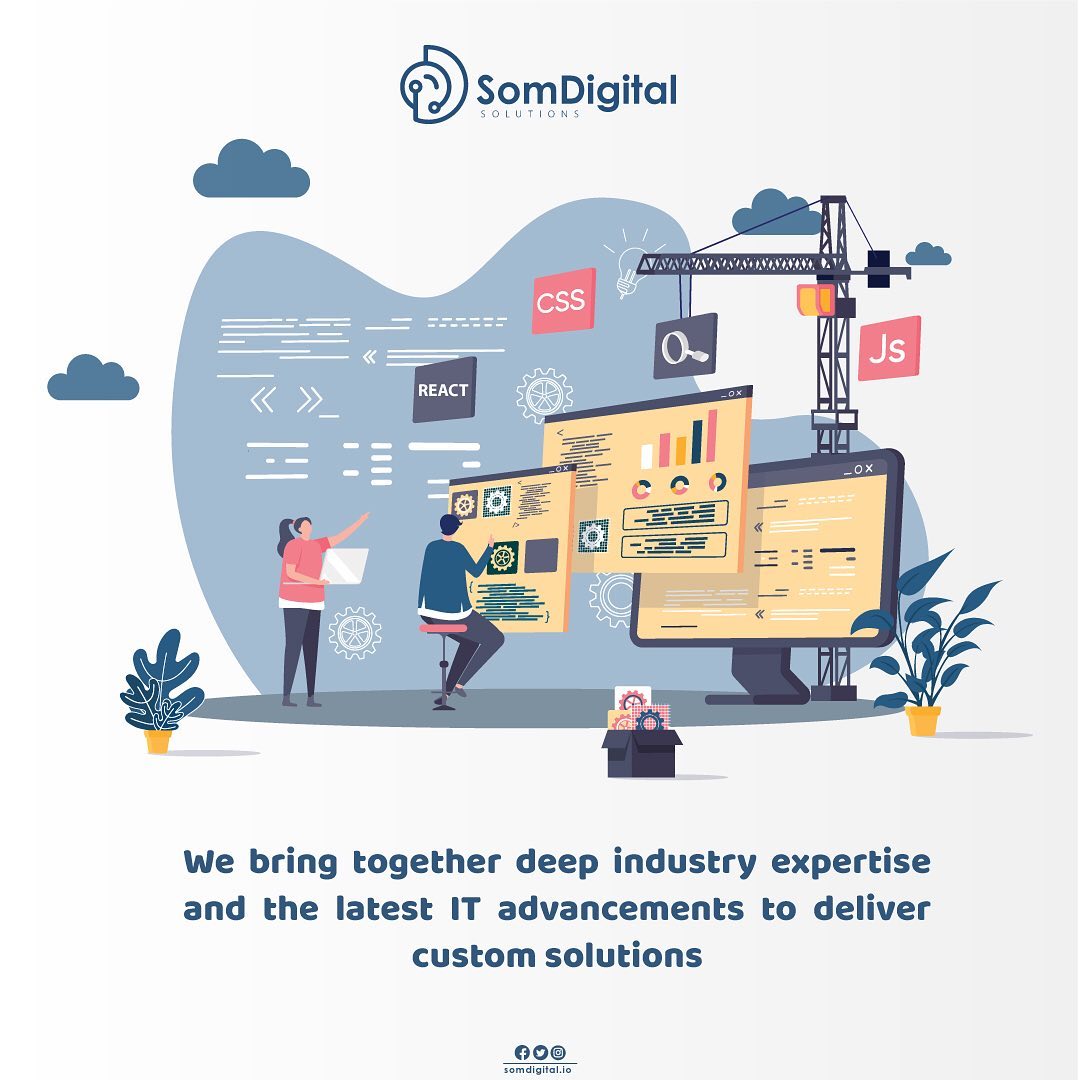 SomDigital
SOLUTIONS
CSS
REACT
Js
We bring together deep industry expertise
and the latest IT advancements to deliver
custom solutions
somdigital.io